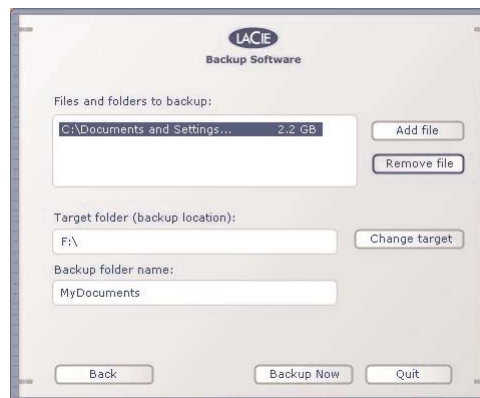 LACIE
Backup Software
Files and folders to backup:
C:\Documents and Settings... 2.2 GB
Add file
Remove file
Target folder (backup location):
F:\
Change target
Backup folder name:
MyDocuments
Back
Backup Now
Quit